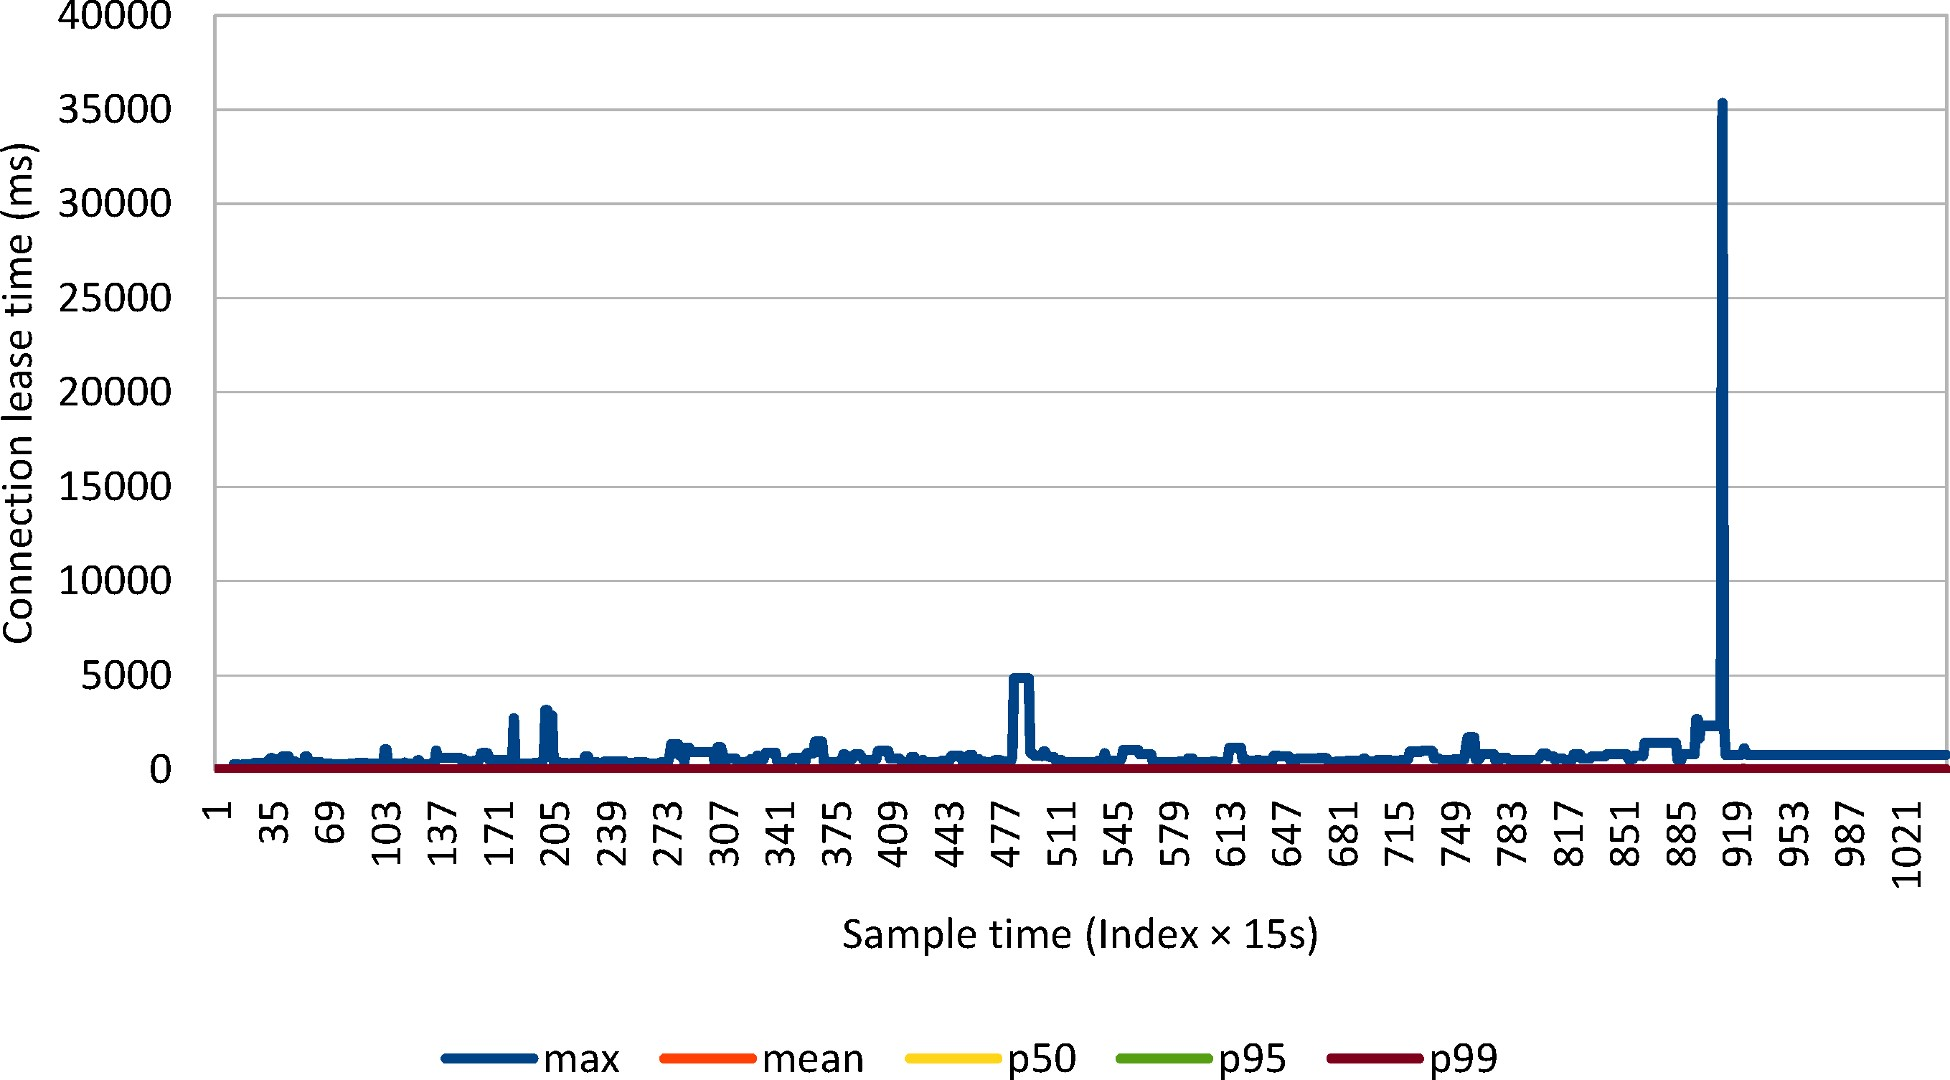 40000
35000
30000
25000
20000
15000
10000
5000
0
Connection lease time (ms)
1 35 69 103 137 171 205 239 273 307 341 375 409 443 477 511 545 579 613 647 681 715 749 783 817 851 885 919 953 987 1021
Sample time (Index × 15s)
max mean p50 p95 p99